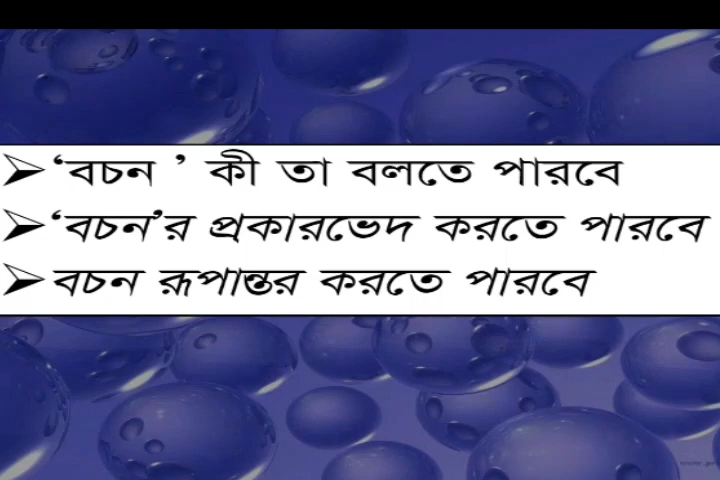 ➢‘বচন ’ কী তা বলতে পারবে
➢‘বচন’র প্রকারভেদ করতে পারবে
➢বচন রূপান্তর করতে পারবে